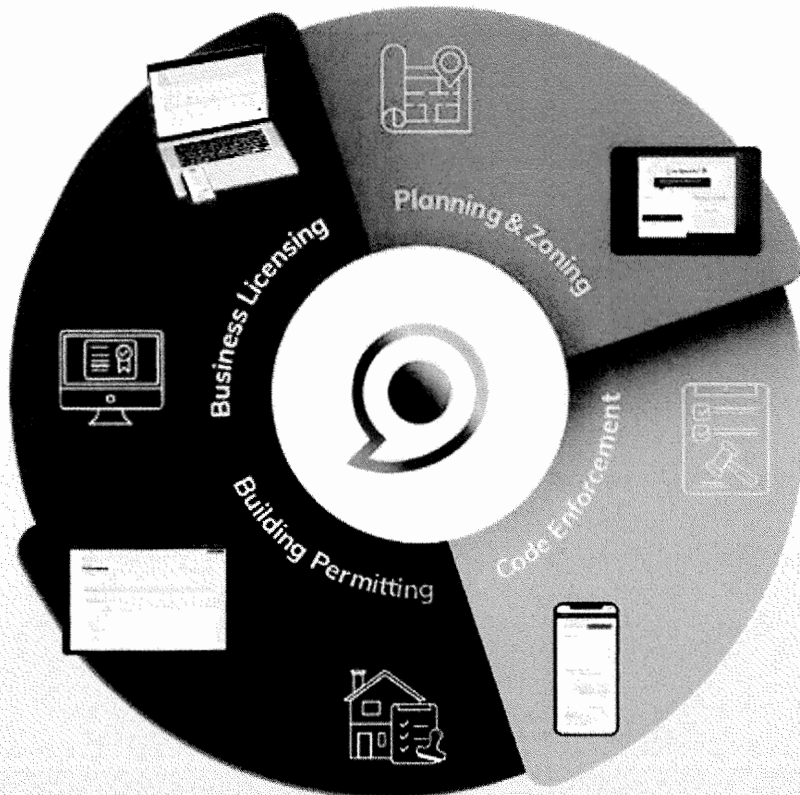 Planning & Zoning
Business Licensing
Code Enforcement
Building Permitting